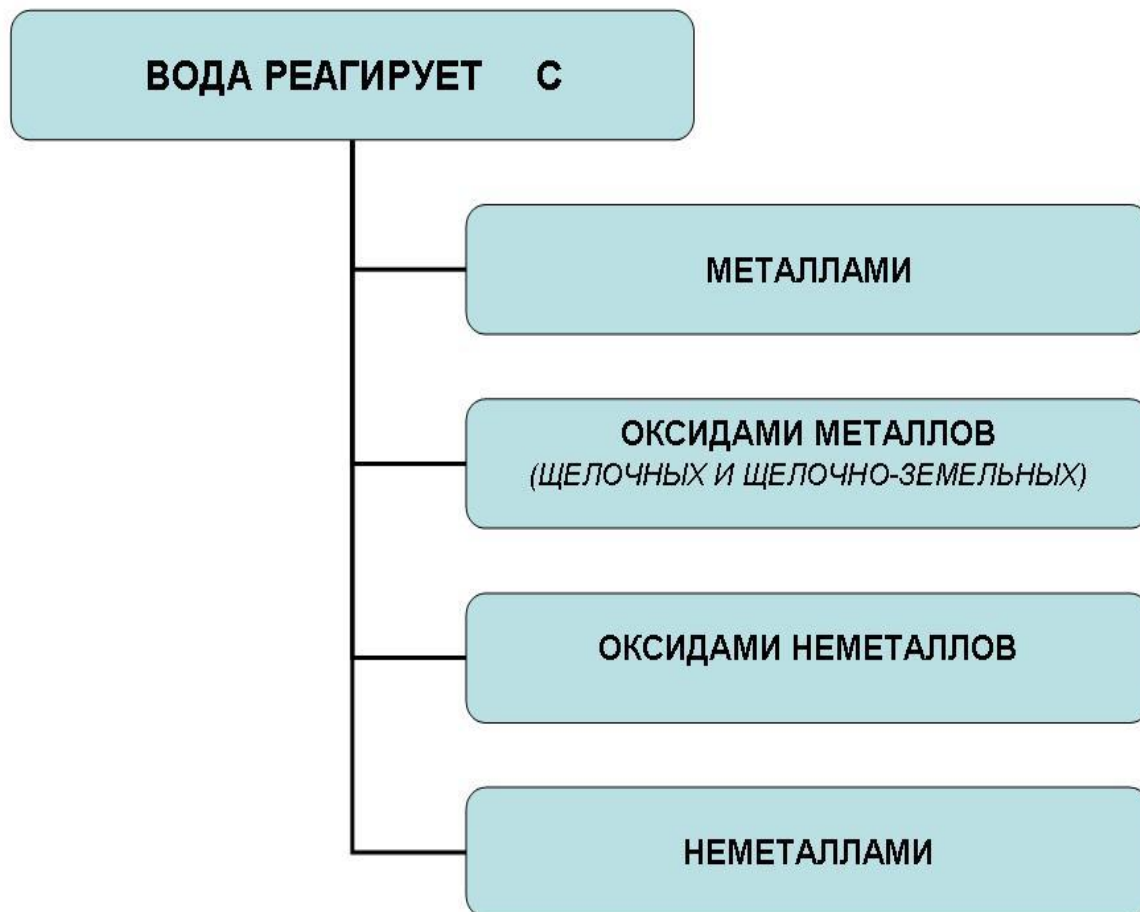 ВОДА РЕАГИРУЕТ С
МЕТАЛЛАМИ
ОКСИДАМИ МЕТАЛЛОВ
(ЩЕЛОЧНЫХ И ЩЕЛОЧНО-ЗЕМЕЛЬНЫХ)
ОКСИДАМИ НЕМЕТАЛЛОВ
НЕМЕТАЛЛАМИ